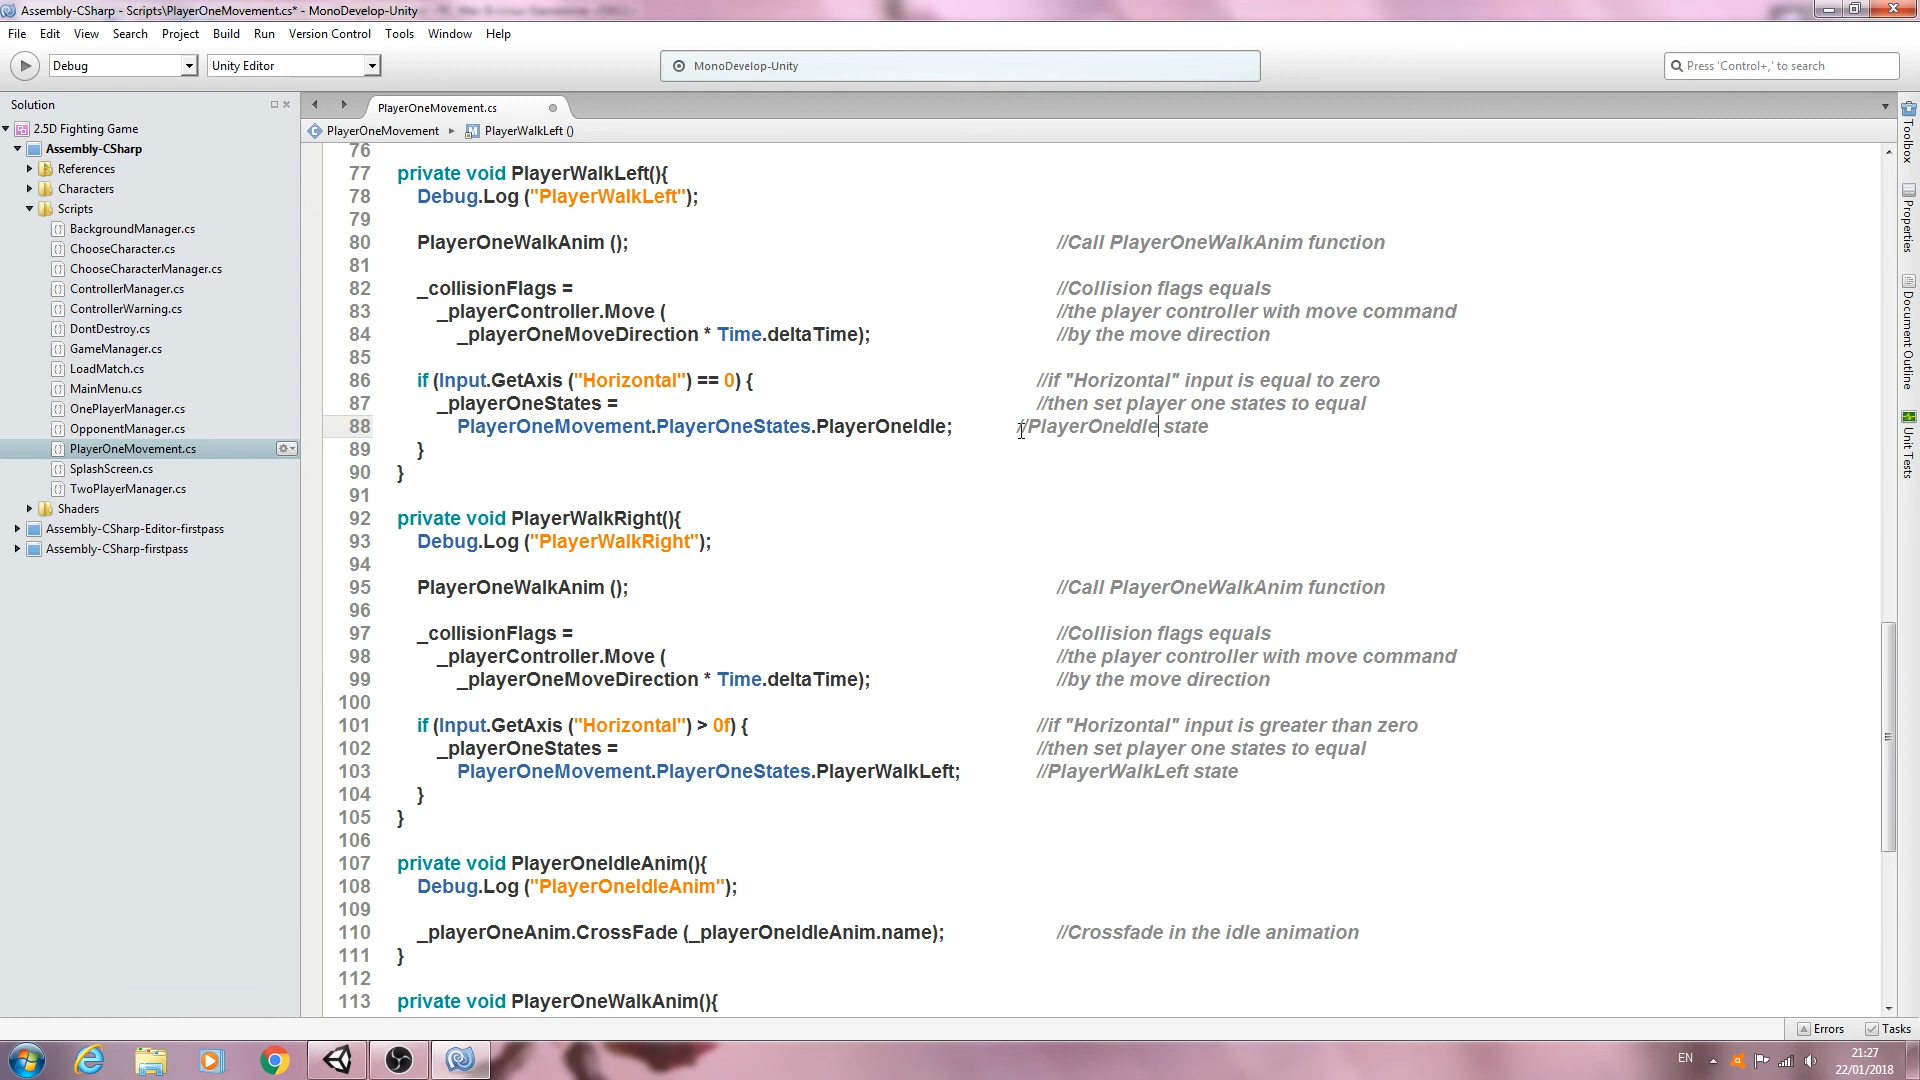 Assembly-CSharp - Scripts\PlayerOneMovement.cs* - MonoDevelop-Unity
File Edit View Search Project Build Run Version Control Tools Window Help
Debug Unity Editor MonoDevelop-Unity Press 'Control+,' to search
Solution
2.5D Fighting Game
Assembly-CSharp
References
Characters
Scripts
BackgroundManager.cs
ChooseCharacter.cs
ChooseCharacterManager.cs
ControllerManager.cs
ControllerWarning.cs
DontDestroy.cs
GameManager.cs
LoadMatch.cs
MainMenu.cs
OnePlayerManager.cs
OpponentManager.cs
PlayerOneMovement.cs
SplashScreen.cs
TwoPlayerManager.cs
Shaders
Assembly-CSharp-Editor-firstpass
Assembly-CSharp-firstpass
PlayerOneMovement.cs
PlayerOneMovement PlayerWalkLeft ()
76
77 private void PlayerWalkLeft(){
78 Debug.Log ("PlayerWalkLeft");
79
80 PlayerOneWalkAnim (); //Call PlayerOneWalkAnim function
81
82 _collisionFlags = //Collision flags equals
83 _playerController.Move ( //the player controller with move command
84 _playerOneMoveDirection * Time.deltaTime); //by the move direction
85
86 if (Input.GetAxis ("Horizontal") == 0) { //if "Horizontal" input is equal to zero
87 _playerOneStates = //then set player one states to equal
88 PlayerOneMovement.PlayerOneStates.PlayerOneIdle; //PlayerOneIdle state
89 }
90 }
91
92 private void PlayerWalkRight(){
93 Debug.Log ("PlayerWalkRight");
94
95 PlayerOneWalkAnim (); //Call PlayerOneWalkAnim function
96
97 _collisionFlags = //Collision flags equals
98 _playerController.Move ( //the player controller with move command
99 _playerOneMoveDirection * Time.deltaTime); //by the move direction
100
101 if (Input.GetAxis ("Horizontal") > 0f) { //if "Horizontal" input is greater than zero
102 _playerOneStates = //then set player one states to equal
103 PlayerOneMovement.PlayerOneStates.PlayerWalkLeft; //PlayerWalkLeft state
104 }
105 }
106
107 private void PlayerOneIdleAnim(){
108 Debug.Log ("PlayerOneIdleAnim");
109
110 _playerOneAnim.CrossFade (_playerOneIdleAnim.name); //Crossfade in the idle animation
111 }
112
113 private void PlayerOneWalkAnim(){
Toolbox
Properties
Document Outline
Unit Tests
Errors Tasks
EN
21:27
22/01/2018